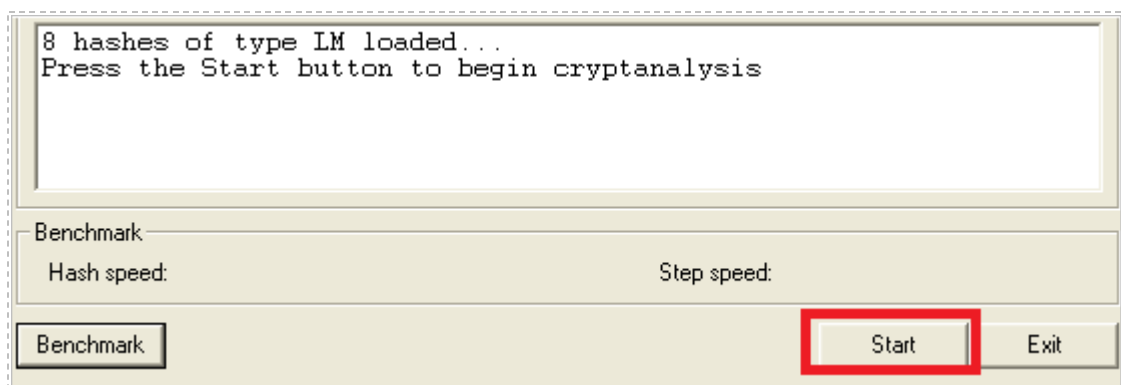 8 hashes of type LM loaded...
Press the Start button to begin cryptanalysis
Benchmark
Hash speed:
Step speed:
Benchmark
Start
Exit